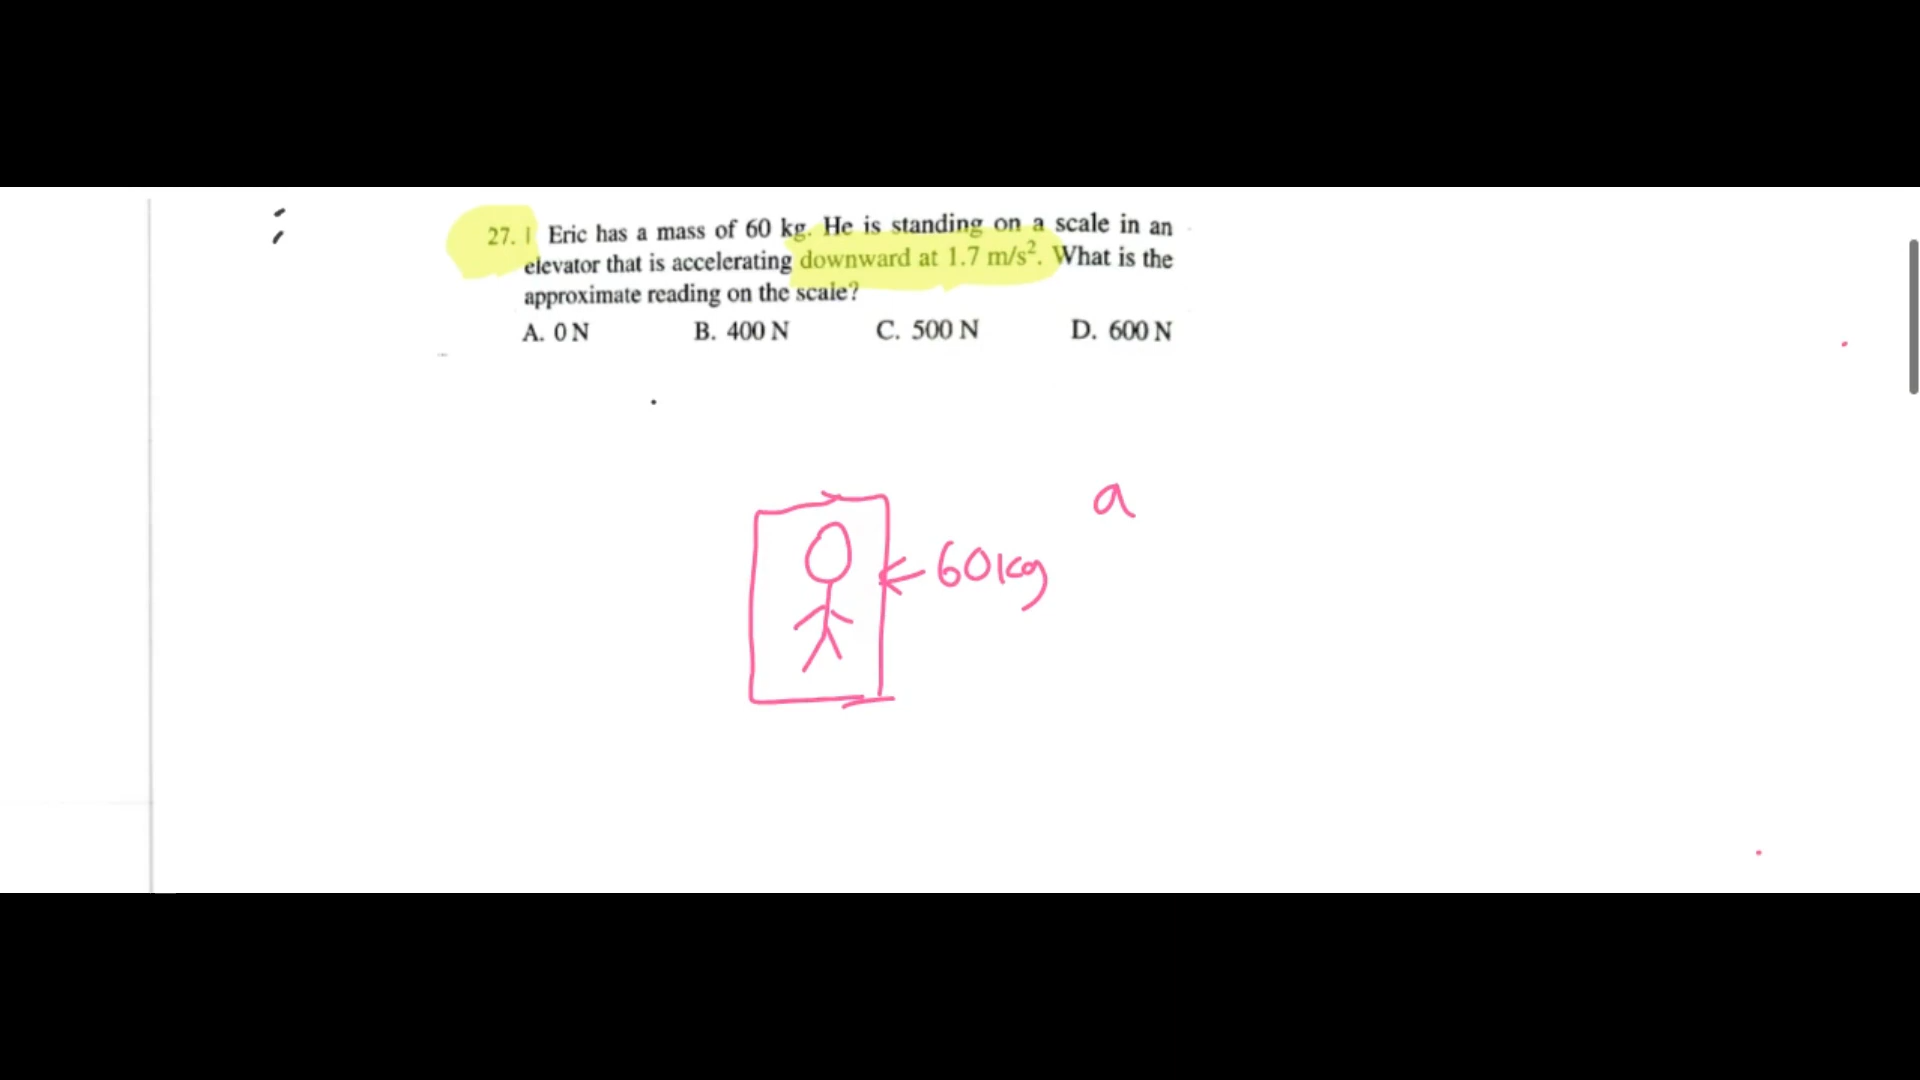 27. | Eric has a mass of 60 kg. He is standing on a scale in an
elevator that is accelerating downward at 1.7 m/s². What is the
approximate reading on the scale?
A. 0 N B. 400 N C. 500 N D. 600 N
a
60kg